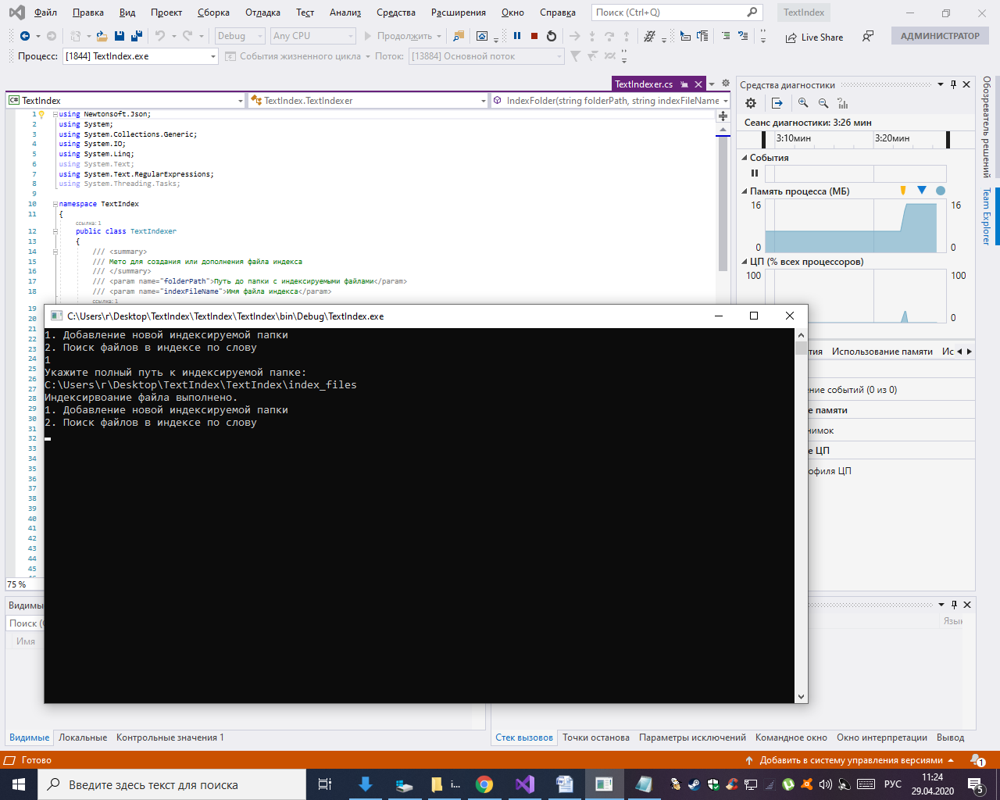 Файл Правка Вид Проект Сборка Отладка Тест Анализ Средства Расширения Окно Справка Поиск (Ctrl+Q) TextIndex
Debug Any CPU Продолжить Live Share АДМИНИСТРАТОР
Процесс: [1844] TextIndex.exe События жизненного цикла Поток: [13884] Основной поток
TextIndexer.cs
C# TextIndex TextIndex.TextIndexer IndexFolder(string folderPath, string indexFileName
1 using Newtonsoft.Json;
2 using System;
3 using System.Collections.Generic;
4 using System.IO;
5 using System.Linq;
6 using System.Text;
7 using System.Text.RegularExpressions;
8 using System.Threading.Tasks;
9
10 namespace TextIndex
11 {
ссылка: 1
12 public class TextIndexer
13 {
14 /// <summary>
15 /// Мето для создания или дополнения файла индекса
16 /// </summary>
17 /// <param name="folderPath">Путь до папки с индексируемыми файлами</param>
18 /// <param name="indexFileName">Имя файла индекса</param>
ссылка: 1
19
20
21
22
23
24
25
26
27
28
29
30
31
32
33
34
35
36
37
38
39
40
41
42
43
44
45
75 %
Средства диагностики
Сеанс диагностики: 3:26 мин
3:10мин 3:20мин
События
Память процесса (МБ)
16 16
0 0
ЦП (% всех процессоров)
100 100
0
тия Использование памяти Ис
ение событий (0 из 0)
е памяти
нимок
е ЦП
офиля ЦП
Обозреватель решений
Team Explorer
C:\Users\r\Desktop\TextIndex\TextIndex\TextIndex\bin\Debug\TextIndex.exe
1. Добавление новой индексируемой папки
2. Поиск файлов в индексе по слову
1
Укажите полный путь к индексируемой папке:
C:\Users\r\Desktop\TextIndex\TextIndex\index_files
Индексирвоание файла выполнено.
1. Добавление новой индексируемой папки
2. Поиск файлов в индексе по слову
Видимы
Поиск (
Имя
Язык
Видимые Локальные Контрольные значения 1
Стек вызовов Точки останова Параметры исключений Командное окно Окно интерпретации Вывод
Готово Добавить в систему управления версиями 1
Введите здесь текст для поиска i... РУС 11:24
29.04.2020 5